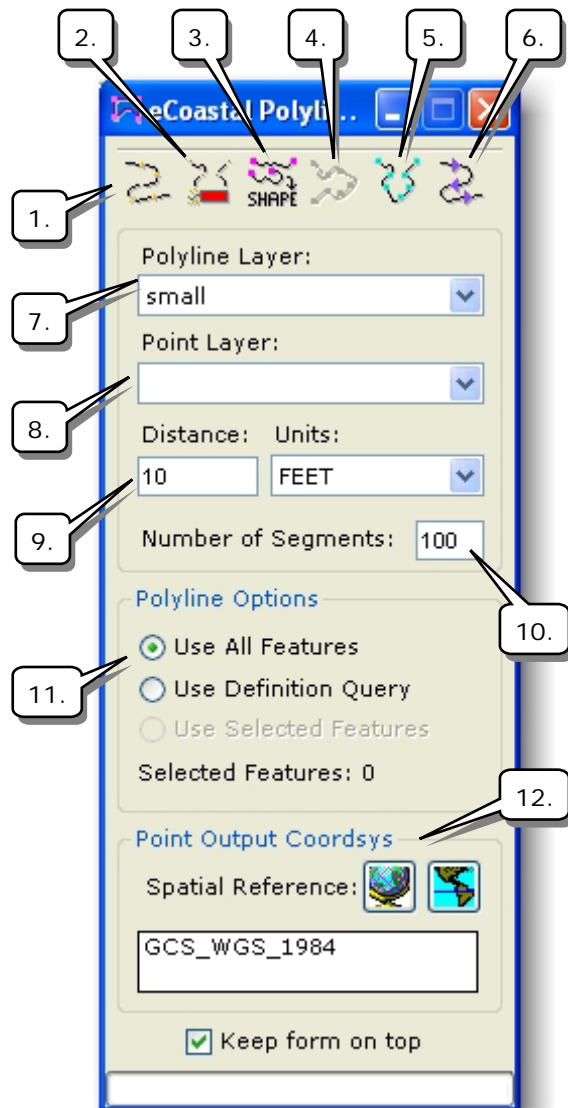 2. 3. 4. 5. 6.
eCoastal Polyli...
SHAPE
1.
Polyline Layer:
7. small
Point Layer:
8.
Distance: Units:
10 FEET
9.
Number of Segments: 100
Polyline Options
10.
Use All Features
11.
Use Definition Query
Use Selected Features
Selected Features: 0
12.
Point Output Coordsys
Spatial Reference:
GCS_WGS_1984
Keep form on top